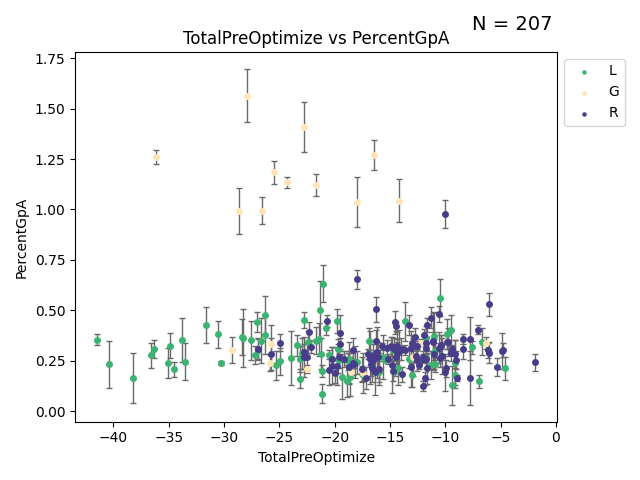 N = 207
TotalPreOptimize vs PercentGpA
1.75
1.50
1.25
1.00
0.75
0.50
0.25
0.00
PercentGpA
−40
−35
−30
−25
−20
−15
−10
−5
0
TotalPreOptimize
L
G
R